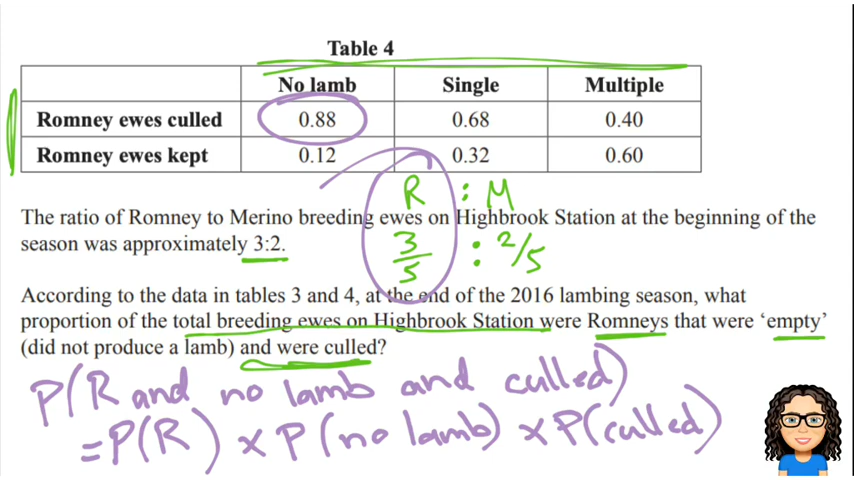 Table 4
No lamb Single Multiple
Romney ewes culled 0.88 0.68 0.40
Romney ewes kept 0.12 0.32 0.60
R : M
The ratio of Romney to Merino breeding ewes on Highbrook Station at the beginning of the
season was approximately 3:2.
3/5 : 2/5
According to the data in tables 3 and 4, at the end of the 2016 lambing season, what
proportion of the total breeding ewes on Highbrook Station were Romneys that were ‘empty’
(did not produce a lamb) and were culled?
P(R and no lamb and culled)
=P(R) × P(no lamb) × P(culled)